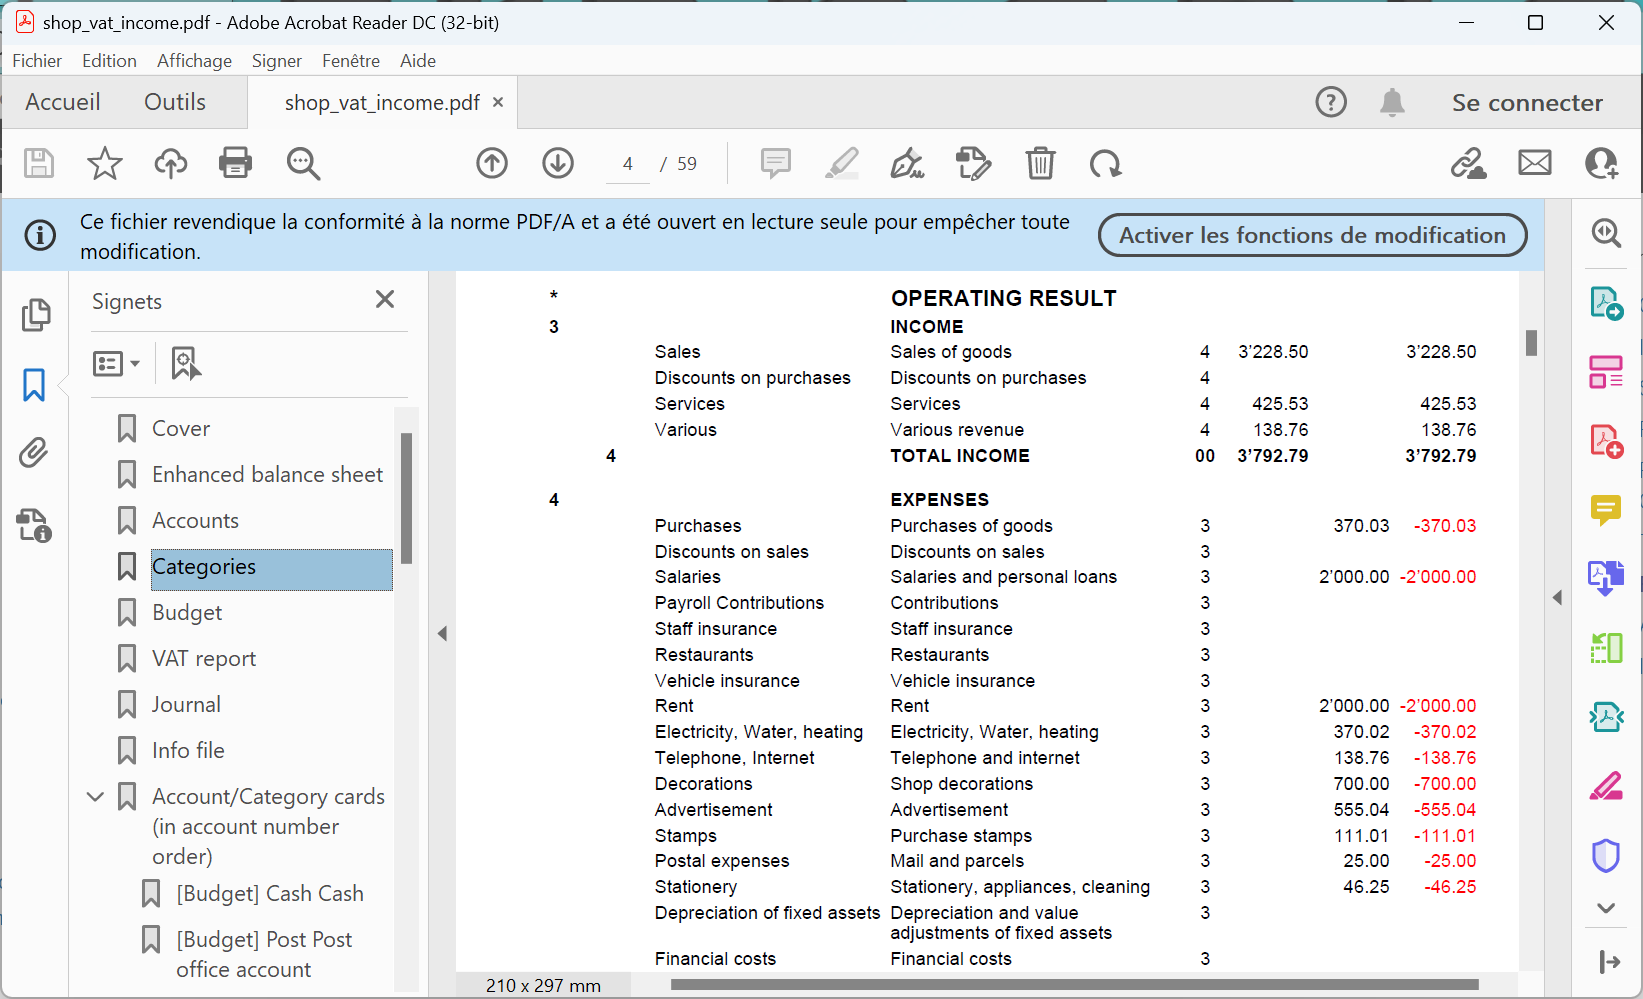 shop_vat_income.pdf - Adobe Acrobat Reader DC (32-bit)
Fichier Edition Affichage Signer Fenêtre Aide
Accueil Outils shop_vat_income.pdf × Se connecter
4 / 59
Ce fichier revendique la conformité à la norme PDF/A et a été ouvert en lecture seule pour empêcher toute
modification.
Activer les fonctions de modification
Signets
Cover
Enhanced balance sheet
Accounts
Categories
Budget
VAT report
Journal
Info file
Account/Category cards
(in account number
order)
[Budget] Cash Cash
[Budget] Post Post
office account
* OPERATING RESULT
3 INCOME
Sales Sales of goods 4 3'228.50 3'228.50
Discounts on purchases Discounts on purchases 4
Services Services 4 425.53 425.53
Various Various revenue 4 138.76 138.76
4 TOTAL INCOME 00 3'792.79 3'792.79
4 EXPENSES
Purchases Purchases of goods 3 370.03 -370.03
Discounts on sales Discounts on sales 3
Salaries Salaries and personal loans 3 2'000.00 -2'000.00
Payroll Contributions Contributions 3
Staff insurance Staff insurance 3
Restaurants Restaurants 3
Vehicle insurance Vehicle insurance 3
Rent Rent 3 2'000.00 -2'000.00
Electricity, Water, heating Electricity, Water, heating 3 370.02 -370.02
Telephone, Internet Telephone and internet 3 138.76 -138.76
Decorations Shop decorations 3 700.00 -700.00
Advertisement Advertisement 3 555.04 -555.04
Stamps Purchase stamps 3 111.01 -111.01
Postal expenses Mail and parcels 3 25.00 -25.00
Stationery Stationery, appliances, cleaning 3 46.25 -46.25
Depreciation of fixed assets Depreciation and value 3
adjustments of fixed assets
Financial costs Financial costs 3
210 x 297 mm